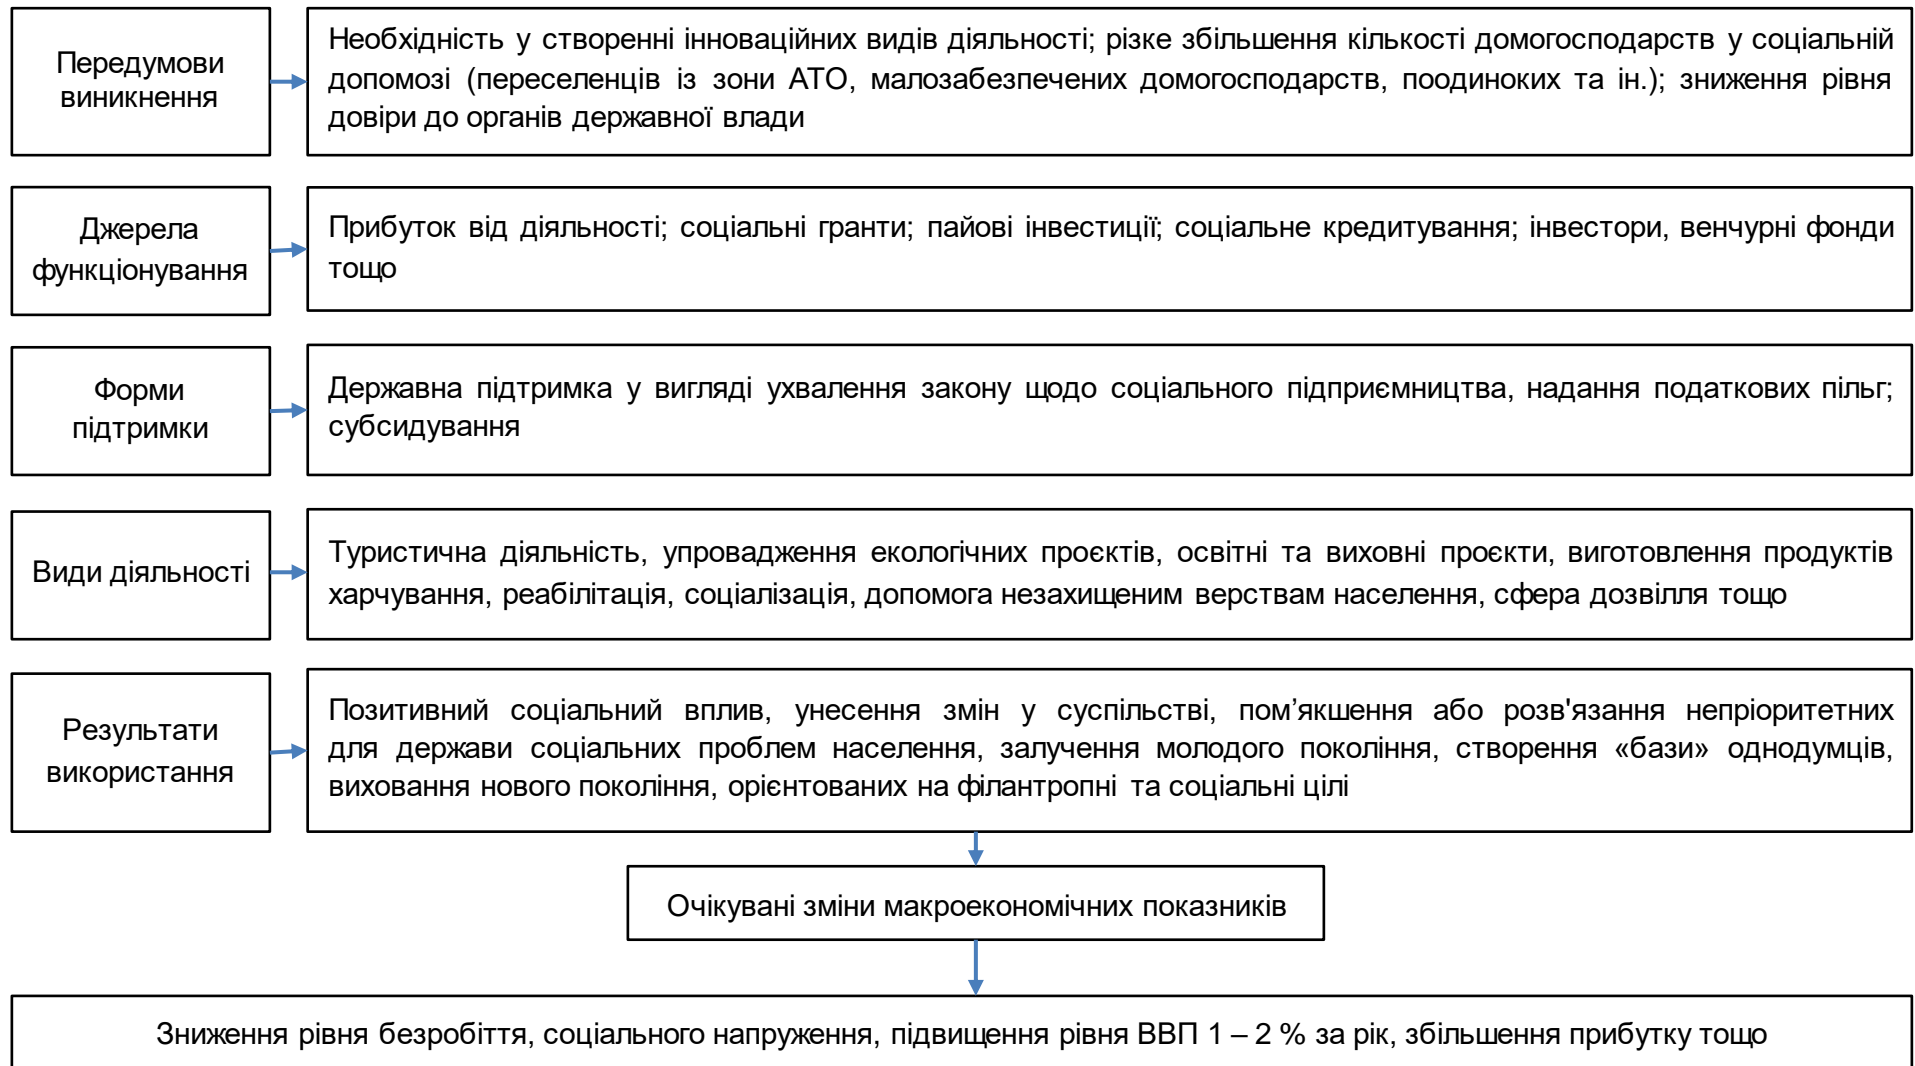 Передумови
виникнення
Необхідність у створенні інноваційних видів діяльності; різке збільшення кількості домогосподарств у соціальній
допомозі (переселенців із зони АТО, малозабезпечених домогосподарств, поодиноких та ін.); зниження рівня
довіри до органів державної влади
Джерела
функціонування
Прибуток від діяльності; соціальні гранти; пайові інвестиції; соціальне кредитування; інвестори, венчурні фонди
тощо
Форми
підтримки
Державна підтримка у вигляді ухвалення закону щодо соціального підприємництва, надання податкових пільг;
субсидування
Види діяльності
Туристична діяльність, упровадження екологічних проєктів, освітні та виховні проєкти, виготовлення продуктів
харчування, реабілітація, соціалізація, допомога незахищеним верствам населення, сфера дозвілля тощо
Результати
використання
Позитивний соціальний вплив, унесення змін у суспільстві, пом’якшення або розв'язання непріоритетних
для держави соціальних проблем населення, залучення молодого покоління, створення «бази» однодумців,
виховання нового покоління, орієнтованих на філантропні та соціальні цілі
Очікувані зміни макроекономічних показників
Зниження рівня безробіття, соціального напруження, підвищення рівня ВВП 1 – 2 % за рік, збільшення прибутку тощо